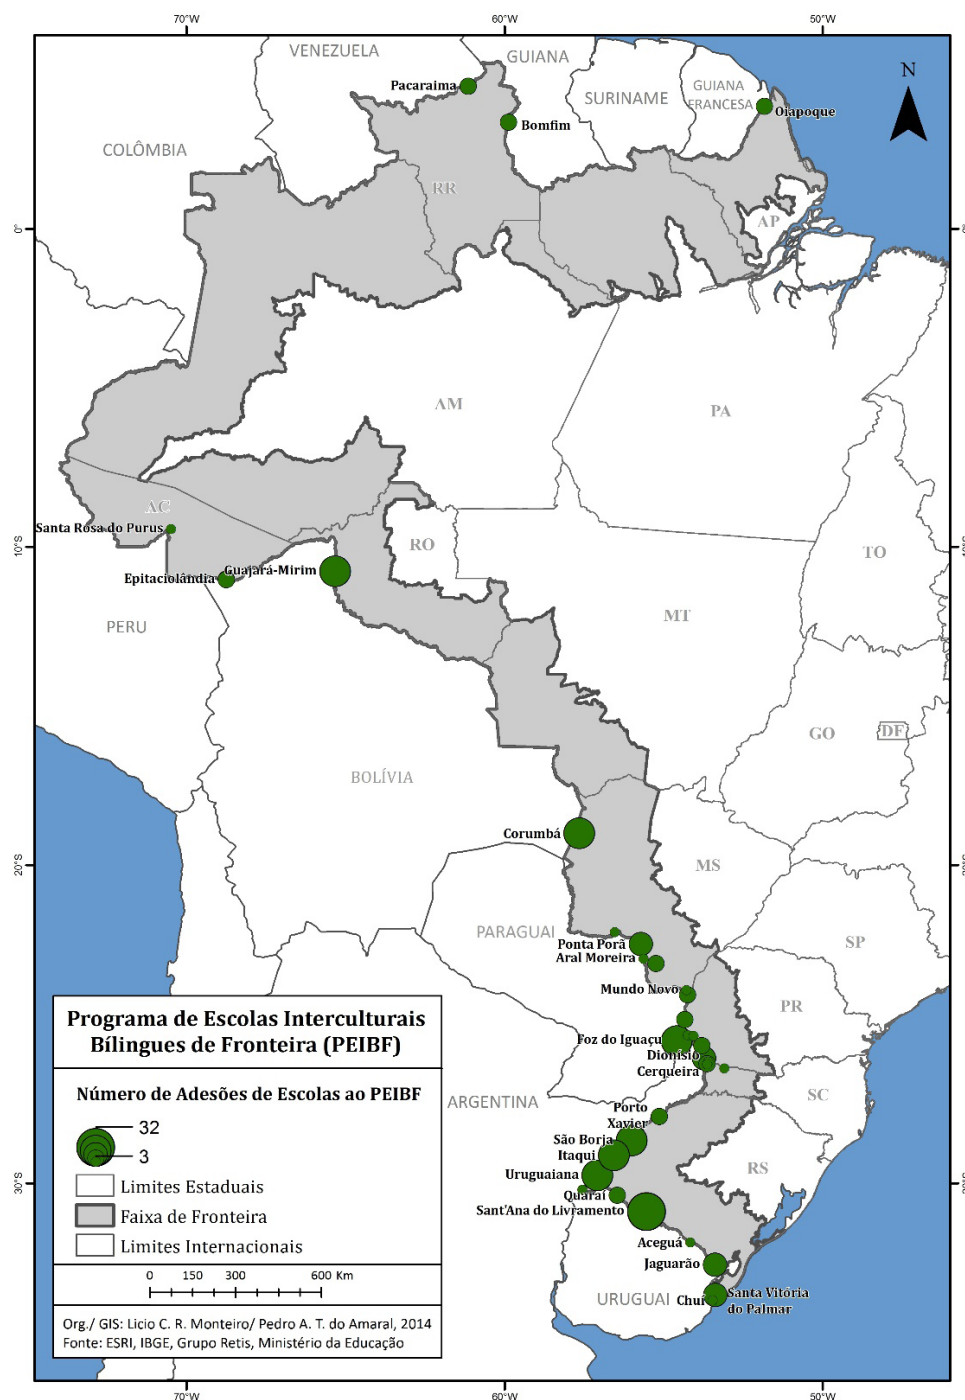 70°W
60°W
50°W
VENEZUELA
GUIANA
SURINAME
GUIANA
FRANCESA
COLÔMBIA
Pacaraima
Bomfim
Oiapoque
N
RR
AP
0°
0°
AM
PA
AC
Santa Rosa do Purus
Epitaciolândia
Guajará-Mirim
RO
TO
10°S
10°S
PERU
MT
GO
DF
BOLÍVIA
Corumbá
MS
20°S
20°S
PARAGUAI
SP
Ponta Porã
Aral Moreira
Mundo Novo
PR
Foz do Iguaçu
Dionísio
Cerqueira
SC
ARGENTINA
Porto
Xavier
São Borja
Itaqui
Uruguaiana
RS
30°S
30°S
Quaraí
Sant'Ana do Livramento
Aceguá
Jaguarão
URUGUAI
Chuí
Santa Vitória
do Palmar
Programa de Escolas Interculturais
Bílingues de Fronteira (PEIBF)
Número de Adesões de Escolas ao PEIBF
32
3
Limites Estaduais
Faixa de Fronteira
Limites Internacionais
0 150 300 600 Km
Org./ GIS: Licio C. R. Monteiro/ Pedro A. T. do Amaral, 2014
Fonte: ESRI, IBGE, Grupo Retis, Ministério da Educação
70°W
60°W
50°W